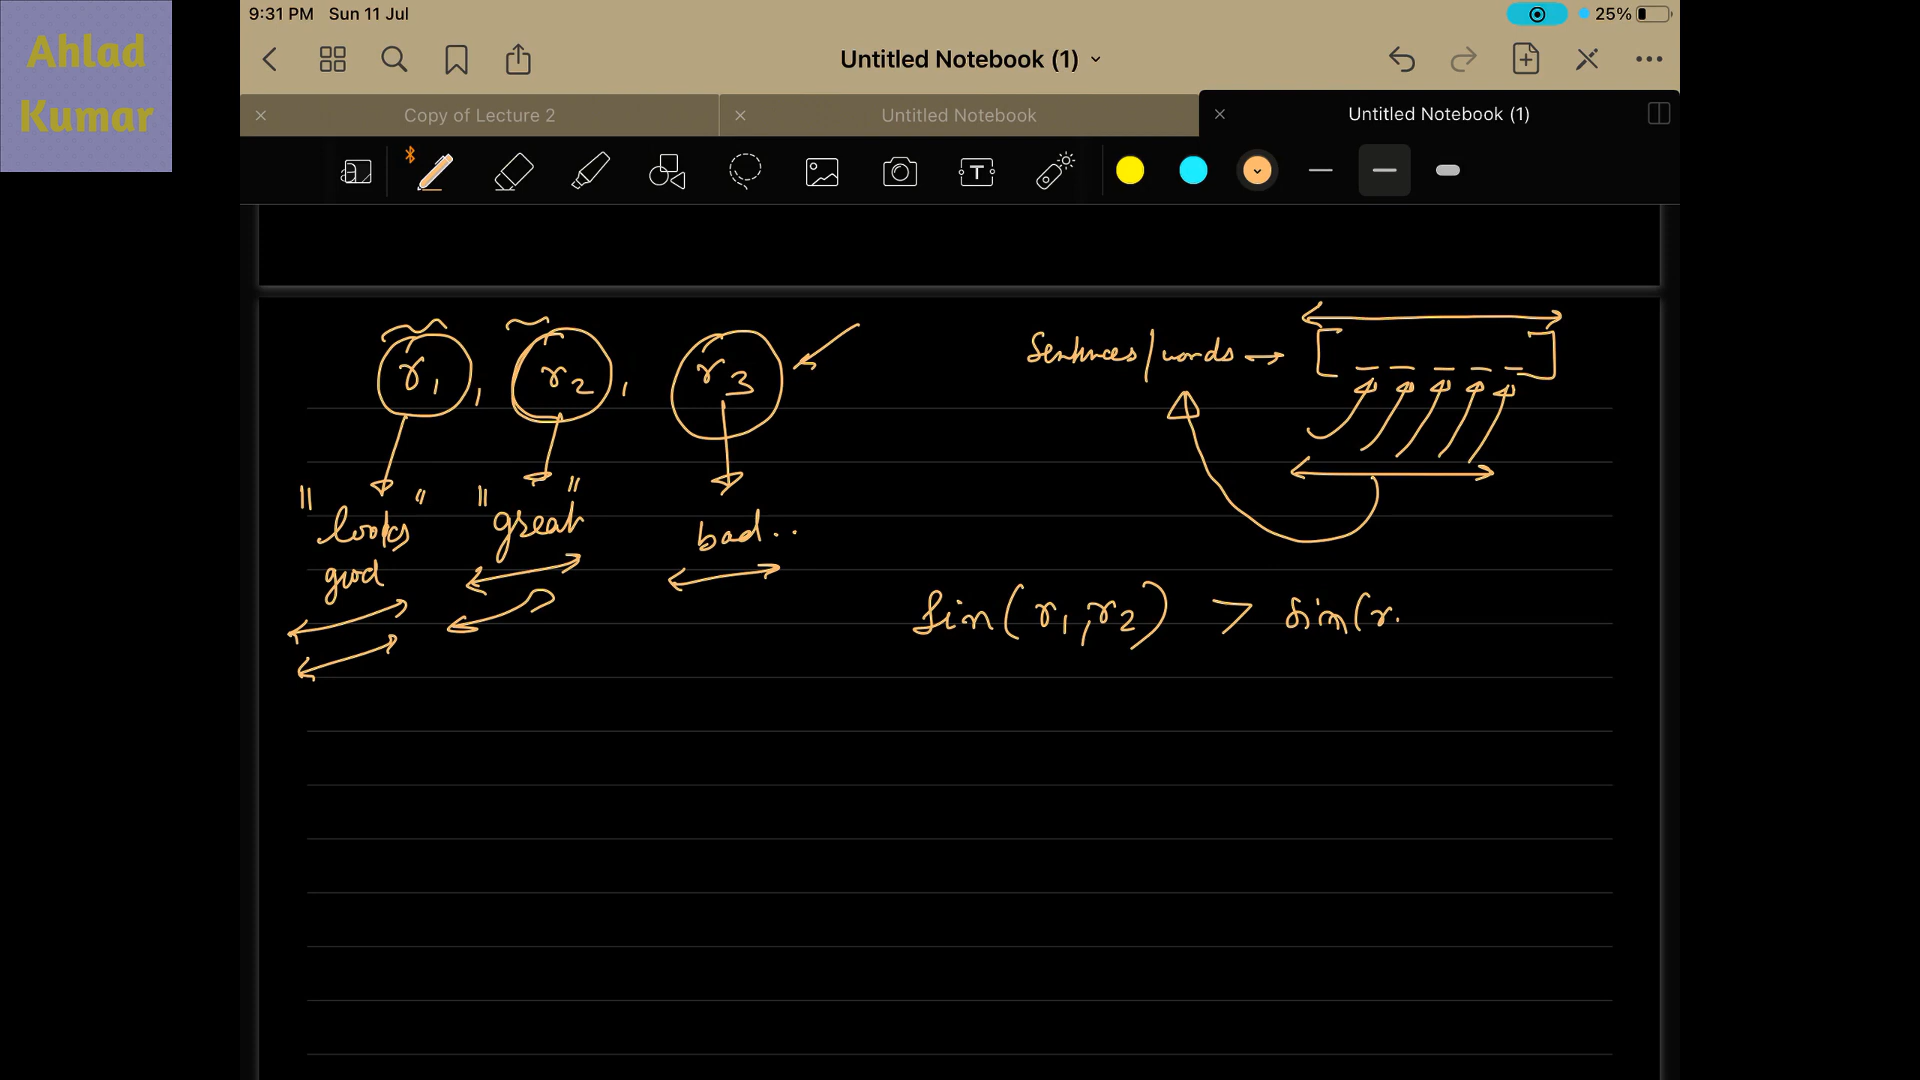 Ahlad
Kumar
9:31 PM Sun 11 Jul
25%
Untitled Notebook (1)
Copy of Lecture 2
Untitled Notebook
Untitled Notebook (1)
T
r1, r2, r3
Sentences/words → [ _ _ _ _ _ ]
"looks good"
"great"
bad..
Sim(r1, r2) > Sim(r.